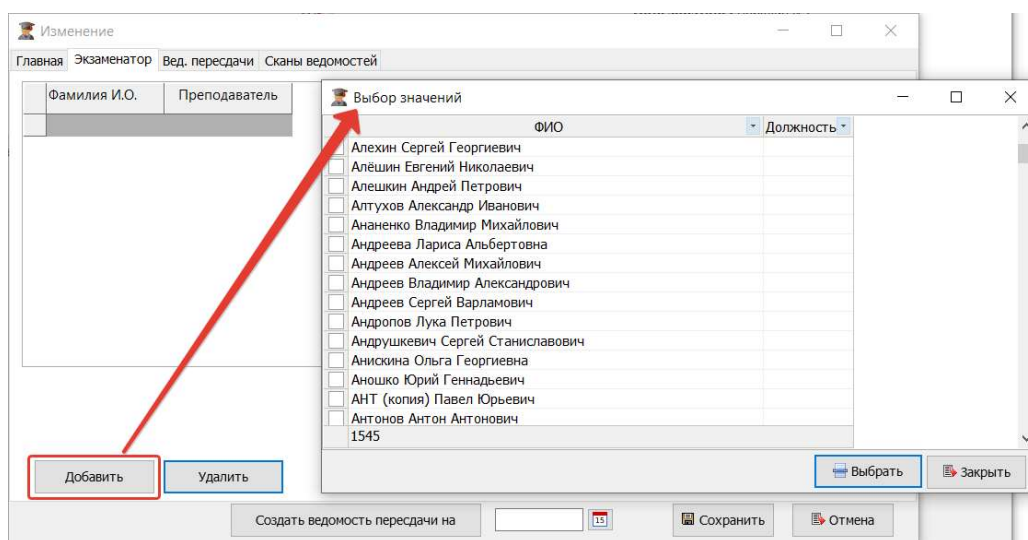 Изменение
Главная Экзаменатор Вед. пересдачи Сканы ведомостей
Фамилия И.О. Преподаватель
Выбор значений
ФИО Должность
Алехин Сергей Георгиевич
Алёшин Евгений Николаевич
Алешкин Андрей Петрович
Алтухов Александр Иванович
Ананенко Владимир Михайлович
Андреева Лариса Альбертовна
Андреев Алексей Михайлович
Андреев Владимир Александрович
Андреев Сергей Варламович
Андропов Лука Петрович
Андрушкевич Сергей Станиславович
Анискина Ольга Георгиевна
Аношко Юрий Геннадьевич
АНТ (копия) Павел Юрьевич
Антонов Антон Антонович
1545
Выбрать Закрыть
Добавить Удалить
Создать ведомость пересдачи на 15 Сохранить Отмена